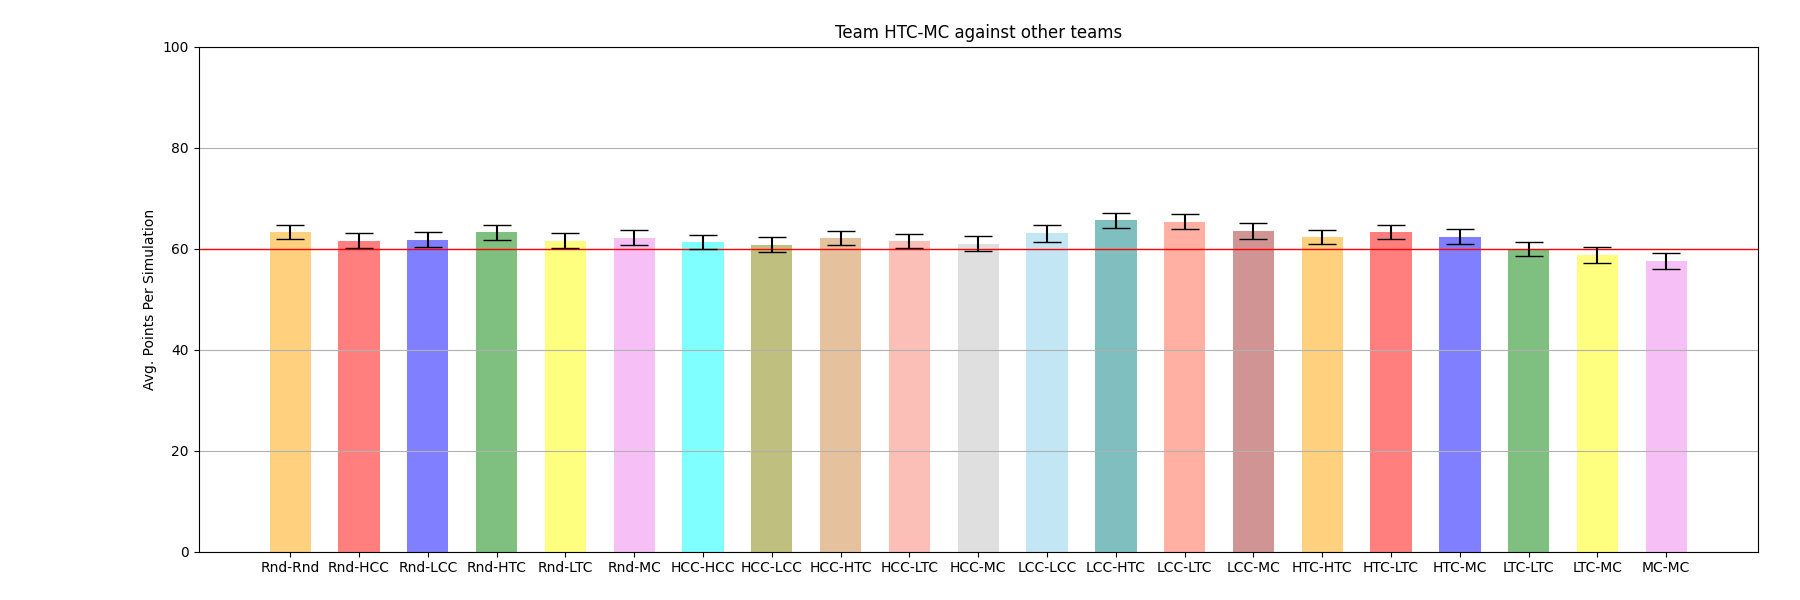 Team HTC-MC against other teams
100
80
60
40
20
0
Avg. Points Per Simulation
Rnd-Rnd Rnd-HCC Rnd-LCC Rnd-HTC Rnd-LTC Rnd-MC HCC-HCC HCC-LCC HCC-HTC HCC-LTC HCC-MC LCC-LCC LCC-HTC LCC-LTC LCC-MC HTC-HTC HTC-LTC HTC-MC LTC-LTC LTC-MC MC-MC